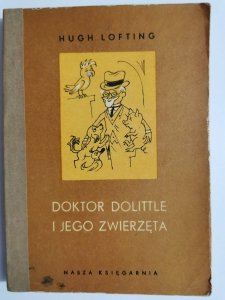 HUGH LOFTING
DOKTOR DOLITTLE
I JEGO ZWIERZĘTA
NASZA KSIĘGARNIA